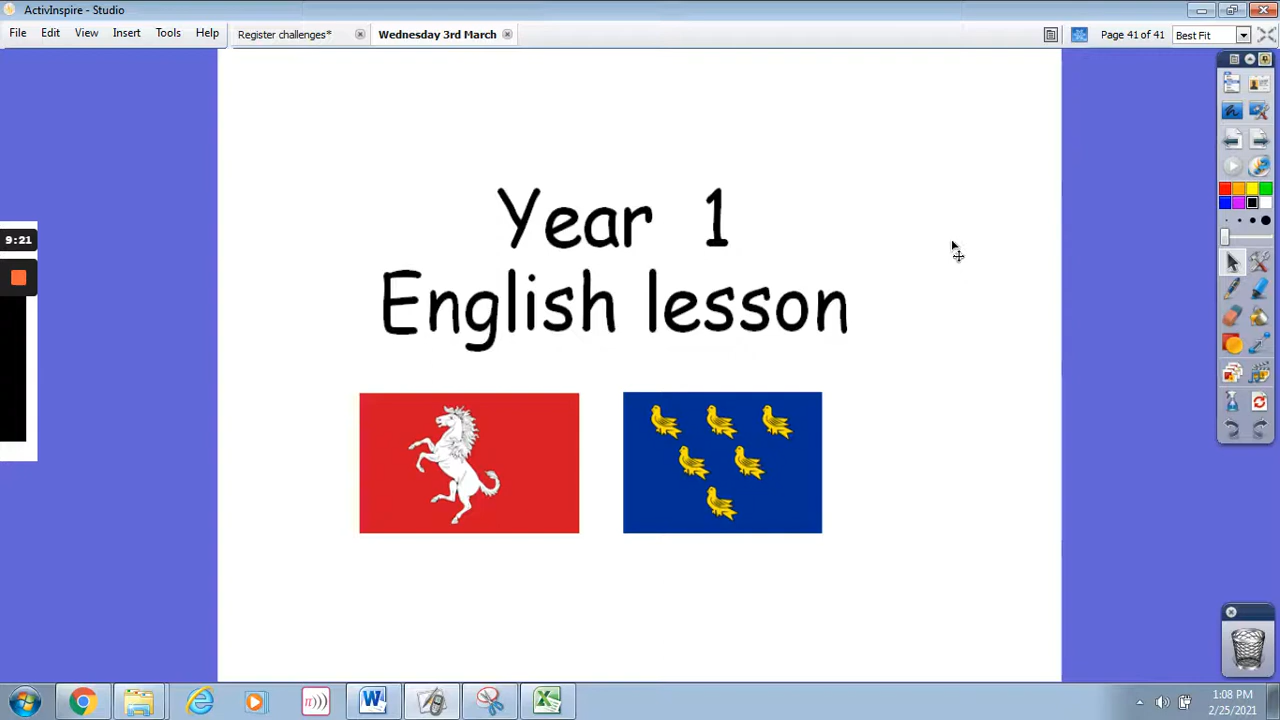 ActivInspire - Studio
File Edit View Insert Tools Help
Register challenges* Wednesday 3rd March
Page 41 of 41 Best Fit
Year 1
English lesson
9:21
1:08 PM
2/25/2021